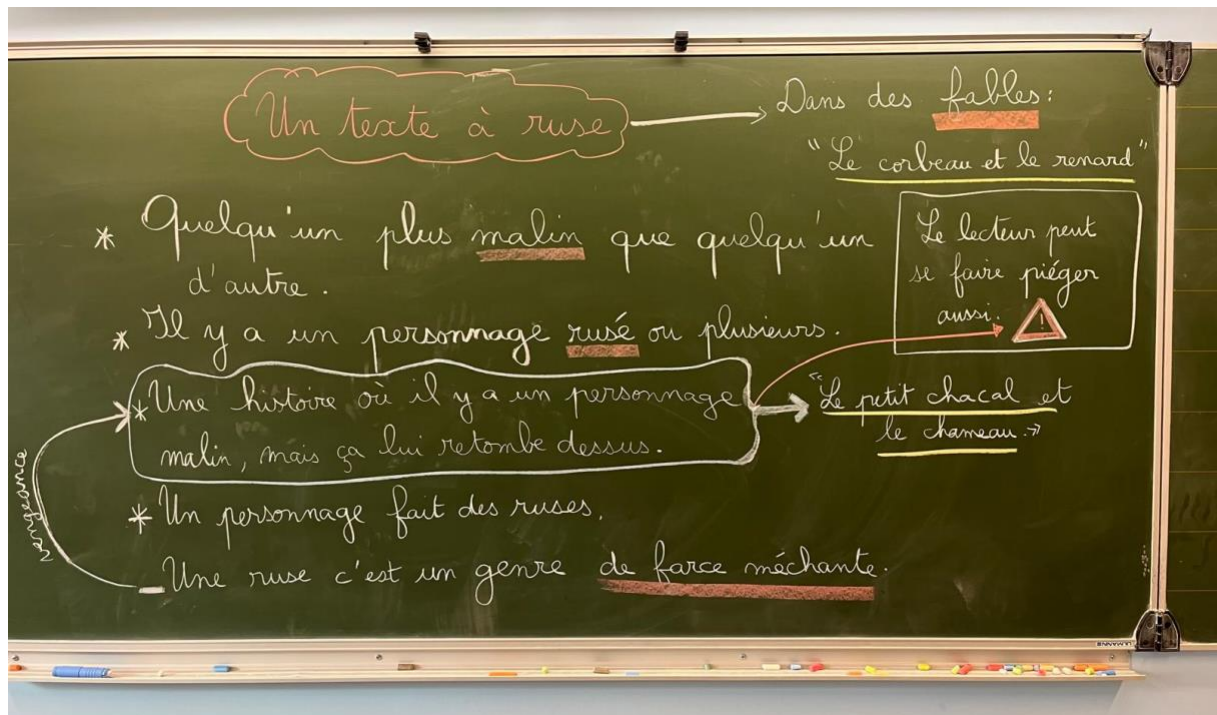 Un texte à ruse
Dans des fables :
"Le corbeau et le renard"
* Quelqu'un plus malin que quelqu'un
d'autre.
Le lecteur peut
se faire piéger
aussi.
!
* Il y a un personnage rusé ou plusieurs.
* Une histoire où il y a un personnage
malin, mais ça lui retombe dessus.
"Le petit chacal et
le chameau."
* Un personnage fait des ruses.
Une ruse c'est un genre de farce méchante.
vengeance